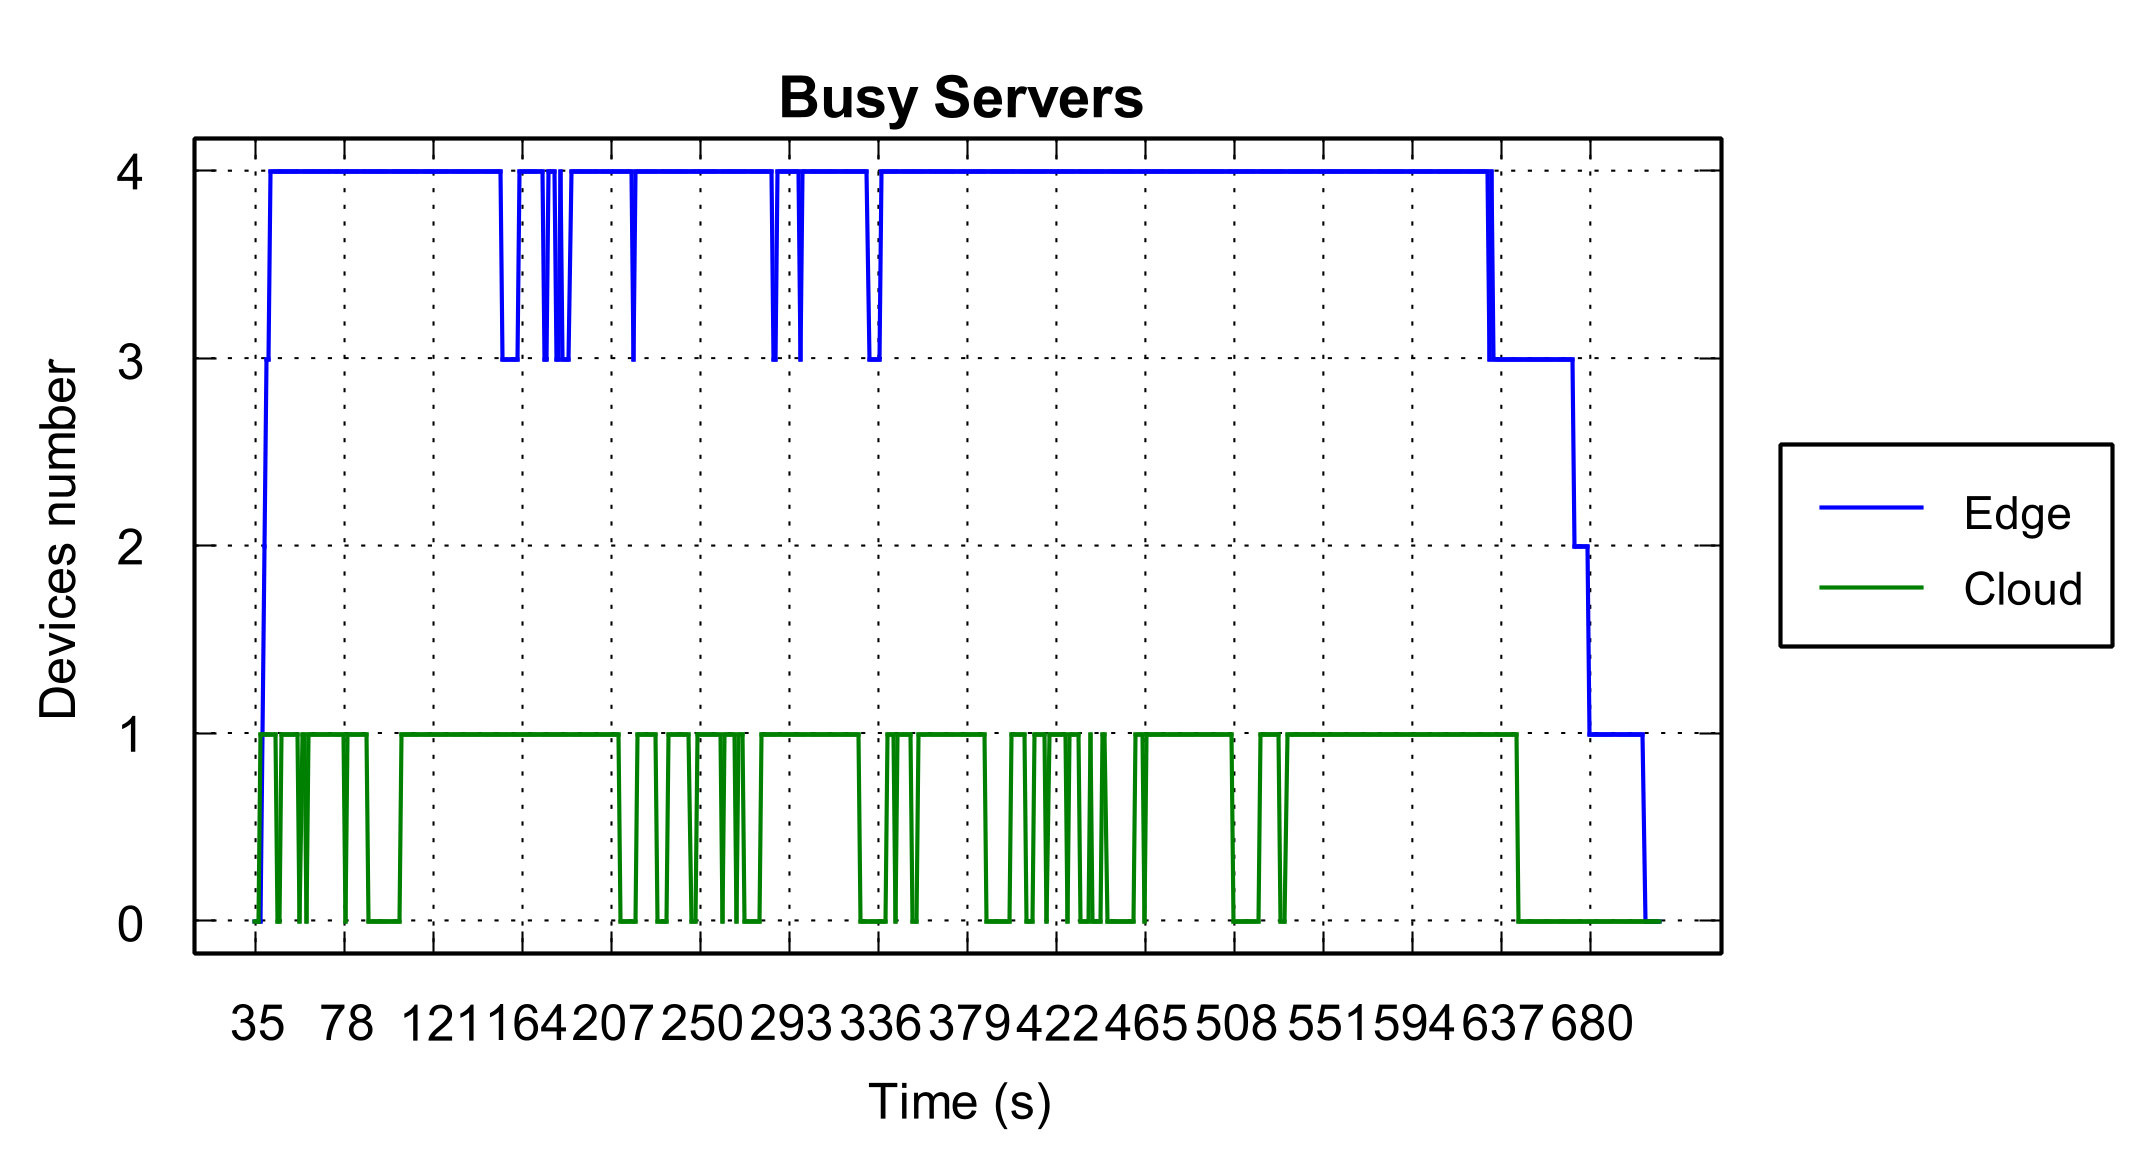 Busy Servers
4
3
2
1
0
Devices number
35 78 121 164 207 250 293 336 379 422 465 508 551 594 637 680
Time (s)
Edge
Cloud